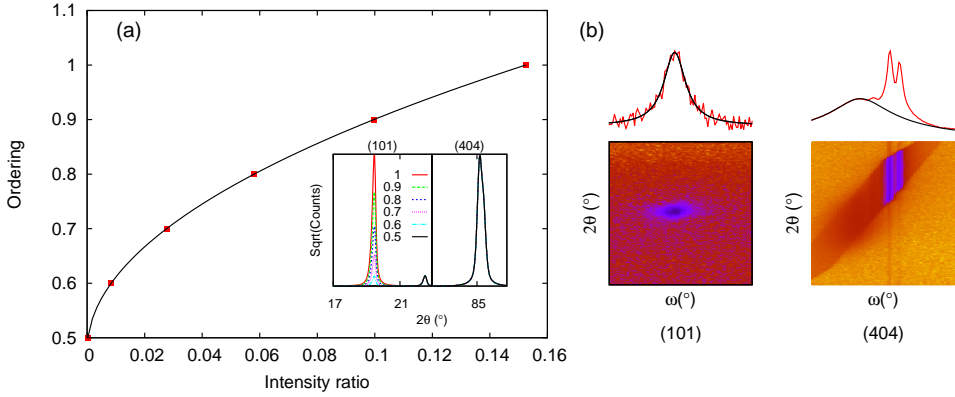 (a)
1.1
1
0.9
0.8
0.7
0.6
0.5
Ordering
0
0.02
0.04
0.06
0.08
0.1
0.12
0.14
0.16
Intensity ratio
(101)
(404)
1
0.9
0.8
0.7
0.6
0.5
Sqrt(Counts)
17
21
85
2θ (°)
(b)
2θ (°)
ω(°)
(101)
2θ (°)
ω(°)
(404)